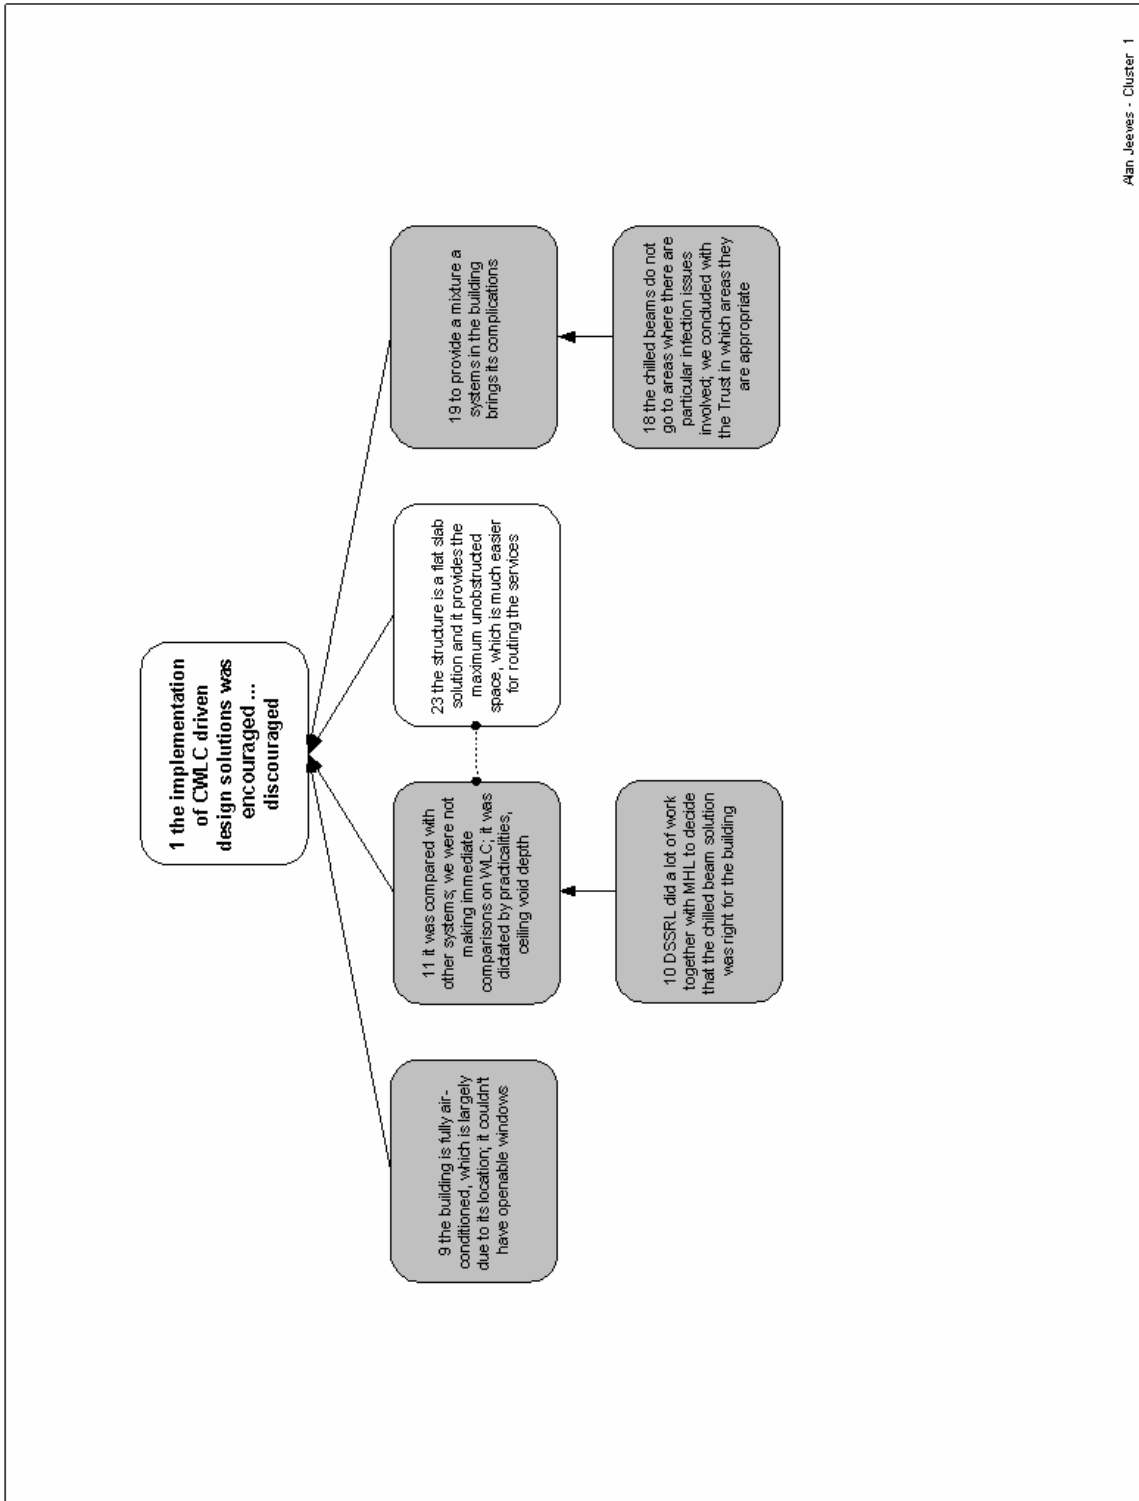 1 the implementation
of CWLC driven
design solutions was
encouraged ...
discouraged
9 the building is fully air-
conditioned, which is largely
due to its location; it couldn't
have openable windows
11 it was compared with
other systems; we were not
making immediate
comparisons on WLC; it was
dictated by practicalities,
ceiling void depth
23 the structure is a flat slab
solution and it provides the
maximum unobstructed
space, which is much easier
for routing the services
19 to provide a mixture a
systems in the building
brings its complications
10 DSSRL did a lot of work
together with MHL to decide
that the chilled beam solution
was right for the building
18 the chilled beams do not
go to areas where there are
particular infection issues
involved; we concluded with
the Trust in which areas they
are appropriate
Alan Jeeves - Cluster 1